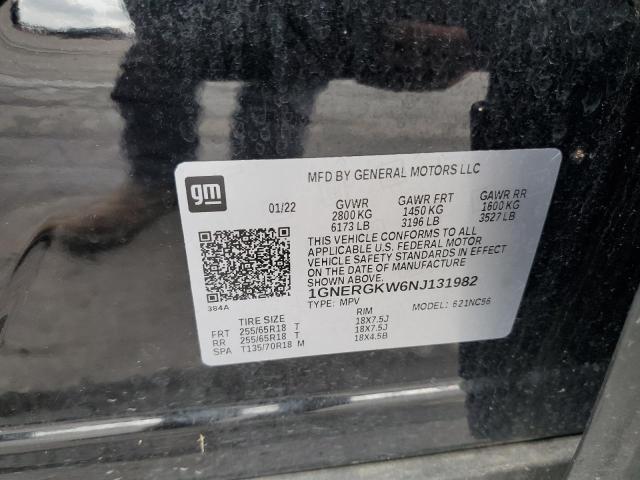 gm
MFD BY GENERAL MOTORS LLC
01/22 GVWR GAWR FRT GAWR RR
2800 KG 1450 KG 1600 KG
6173 LB 3196 LB 3527 LB
THIS VEHICLE CONFORMS TO ALL
APPLICABLE U.S. FEDERAL MOTOR
VEHICLE SAFETY STANDARDS IN
EFFECT ON THE DATE OF MANUFACTURE
SHOWN ABOVE.
1GNERGKW6NJ131982
TYPE: MPV MODEL: 621NC56
384A
TIRE SIZE RIM
FRT 255/65R18 T 18X7.5J
RR 255/65R18 T 18X7.5J
SPA T135/70R18 M 18X4.5B